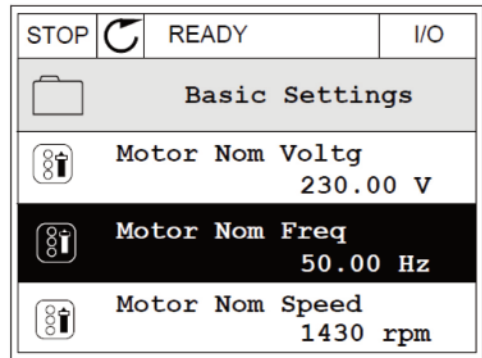 STOP READY I/O
Basic Settings
Motor Nom Voltg
230.00 V
Motor Nom Freq
50.00 Hz
Motor Nom Speed
1430 rpm